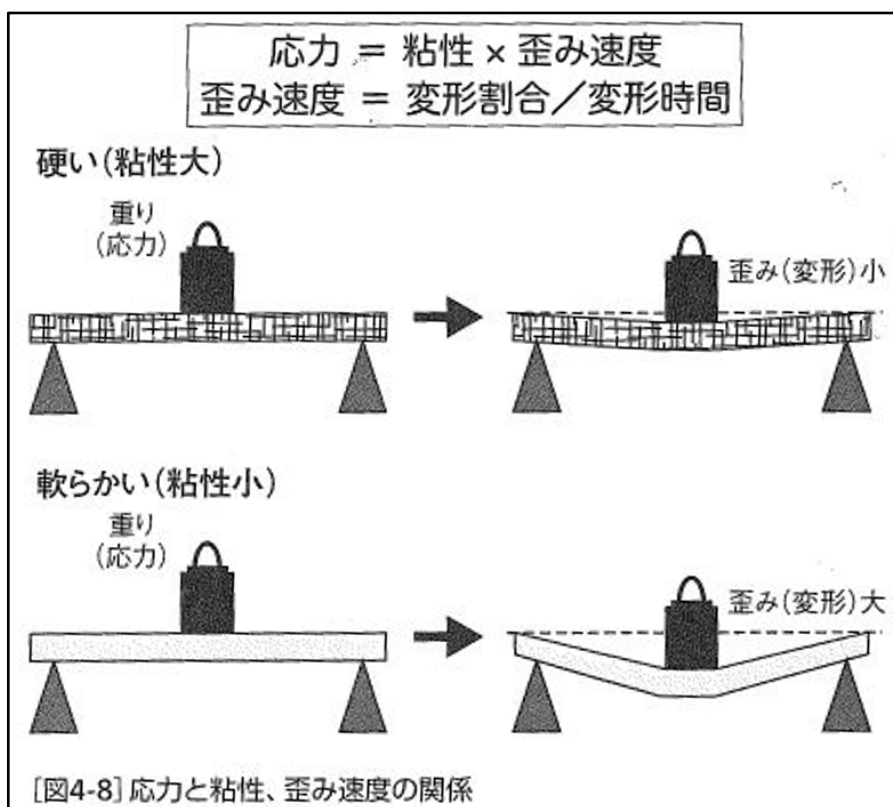 応力 = 粘性 × 歪み速度
歪み速度 = 変形割合／変形時間
硬い(粘性大)
重り
(応力)
歪み(変形)小
軟らかい(粘性小)
重り
(応力)
歪み(変形)大
[図4-8] 応力と粘性、歪み速度の関係